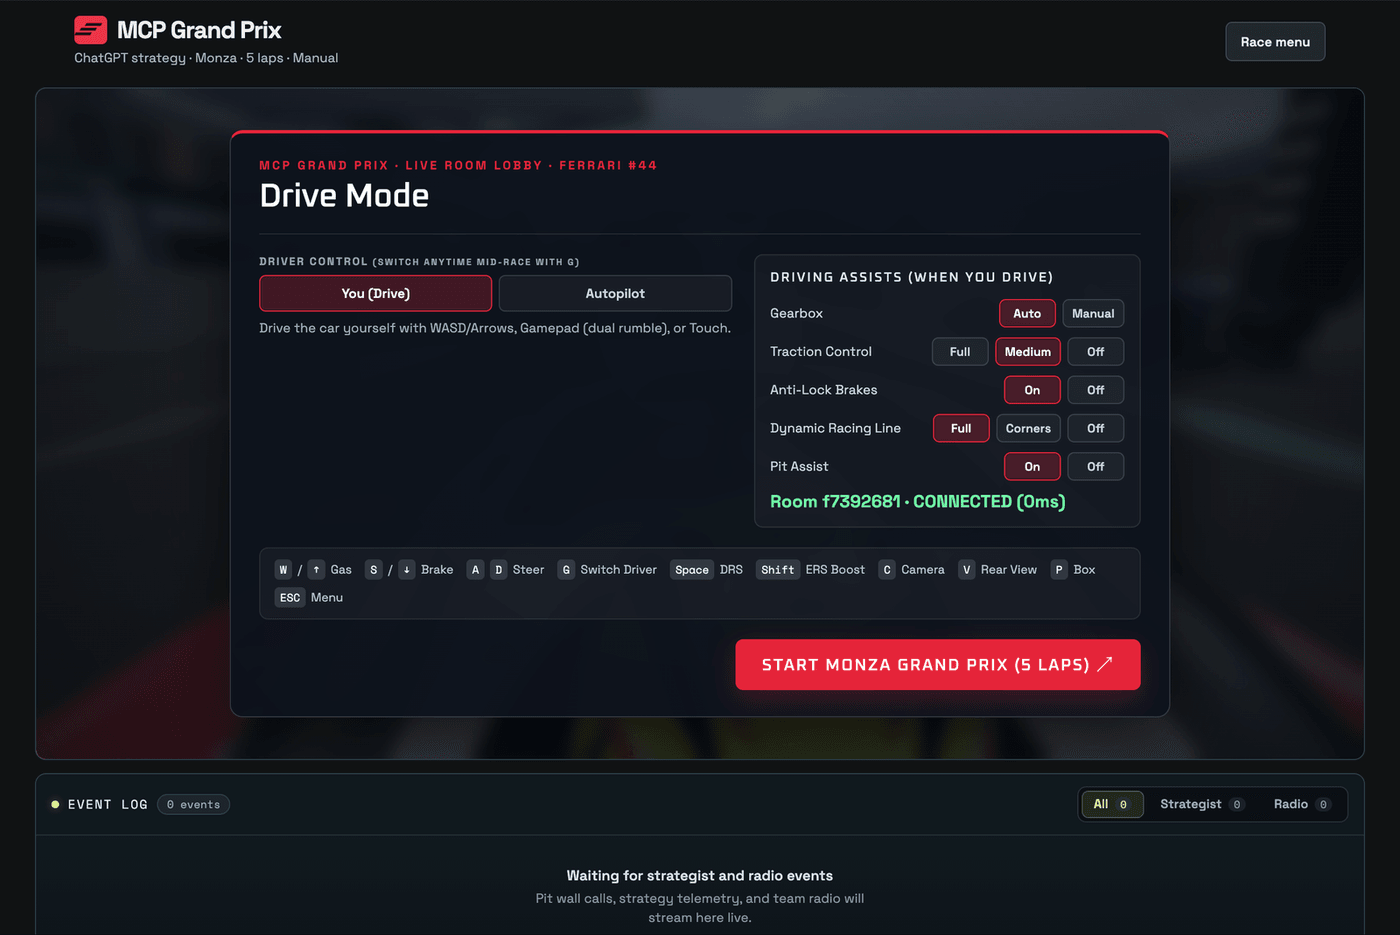 MCP Grand Prix
ChatGPT strategy · Monza · 5 laps · Manual
Race menu
MCP GRAND PRIX · LIVE ROOM LOBBY · FERRARI #44
Drive Mode
DRIVER CONTROL (SWITCH ANYTIME MID-RACE WITH G)
You (Drive)
Autopilot
Drive the car yourself with WASD/Arrows, Gamepad (dual rumble), or Touch.
DRIVING ASSISTS (WHEN YOU DRIVE)
Gearbox Auto Manual
Traction Control Full Medium Off
Anti-Lock Brakes On Off
Dynamic Racing Line Full Corners Off
Pit Assist On Off
Room f7392681 · CONNECTED (0ms)
W / ↑ Gas S / ↓ Brake A D Steer G Switch Driver Space DRS Shift ERS Boost C Camera V Rear View P Box
ESC Menu
START MONZA GRAND PRIX (5 LAPS) ↗
EVENT LOG 0 events
All 0 Strategist 0 Radio 0
Waiting for strategist and radio events
Pit wall calls, strategy telemetry, and team radio will
stream here live.